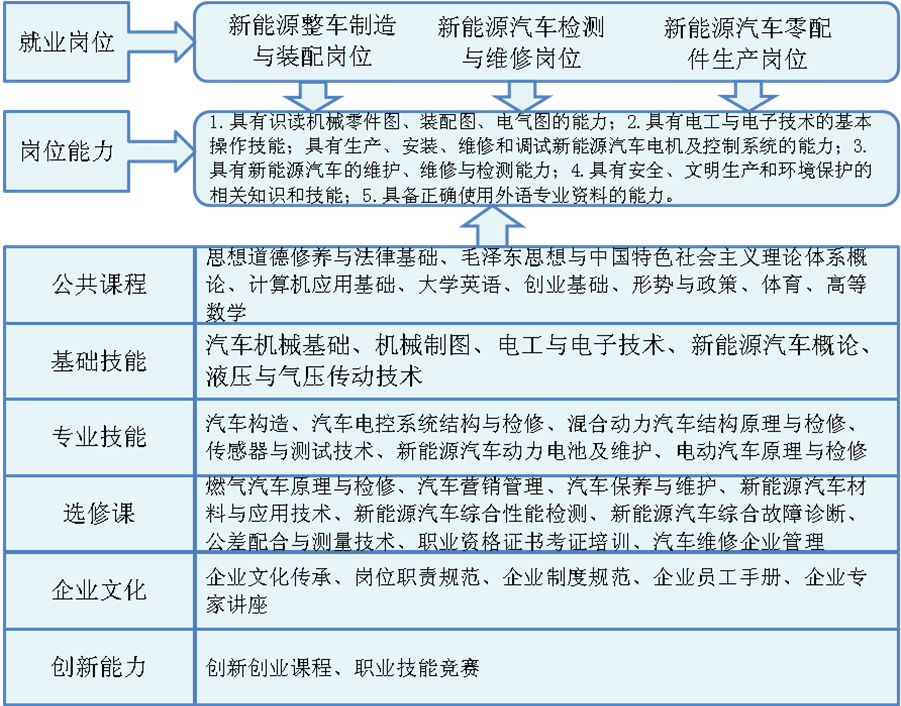 就业岗位
新能源整车制造
与装配岗位
新能源汽车检测
与维修岗位
新能源汽车零配
件生产岗位
岗位能力
1.具有识读机械零件图、装配图、电气图的能力；2.具有电工与电子技术的基本
操作技能；具有生产、安装、维修和调试新能源汽车电机及控制系统的能力；3.
具有新能源汽车的维护、维修与检测能力；4.具有安全、文明生产和环境保护的
相关知识和技能；5.具备正确使用外语专业资料的能力。
公共课程
思想道德修养与法律基础、毛泽东思想与中国特色社会主义理论体系概
论、计算机应用基础、大学英语、创业基础、形势与政策、体育、高等
数学
基础技能
汽车机械基础、机械制图、电工与电子技术、新能源汽车概论、
液压与气压传动技术
专业技能
汽车构造、汽车电控系统结构与检修、混合动力汽车结构原理与检修、
传感器与测试技术、新能源汽车动力电池及维护、电动汽车原理与检修
选修课
燃气汽车原理与检修、汽车营销管理、汽车保养与维护、新能源汽车材
料与应用技术、新能源汽车综合性能检测、新能源汽车综合故障诊断、
公差配合与测量技术、职业资格证书考证培训、汽车维修企业管理
企业文化
企业文化传承、岗位职责规范、企业制度规范、企业员工手册、企业专
家讲座
创新能力
创新创业课程、职业技能竞赛